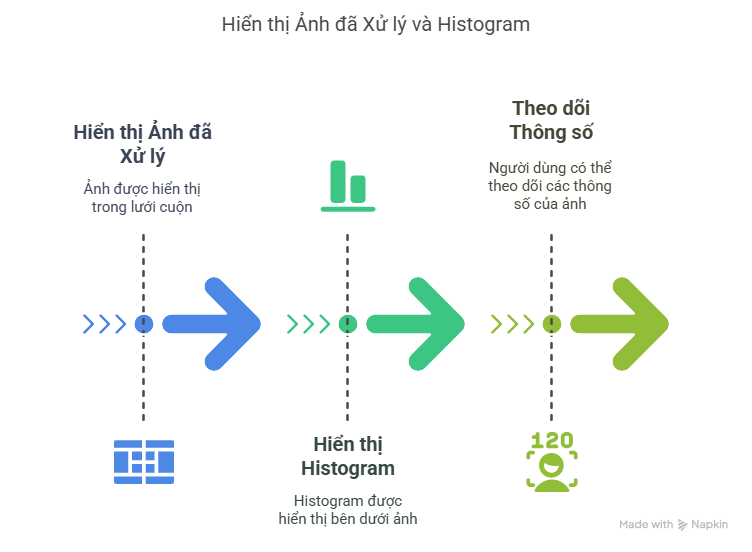 Hiển thị Ảnh đã Xử lý và Histogram
Hiển thị Ảnh đã
Xử lý
Ảnh được hiển thị
trong lưới cuộn
Hiển thị
Histogram
Histogram được
hiển thị bên dưới ảnh
Theo dõi
Thông số
Người dùng có thể
theo dõi các thông
số của ảnh
120
Made with Napkin